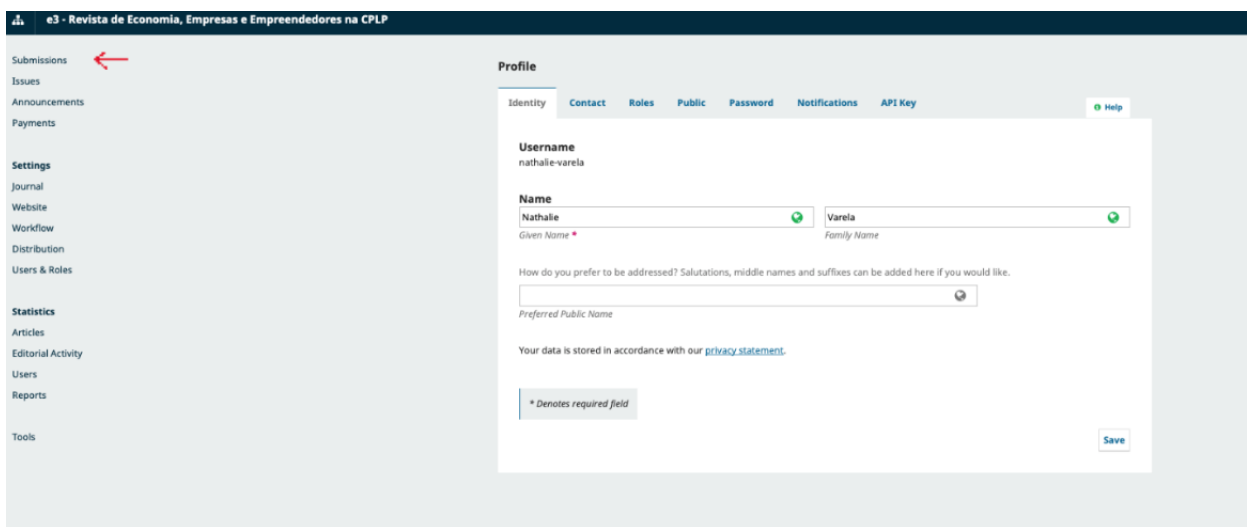 e3 - Revista de Economia, Empresas e Empreendedores na CPLP
Submissions
Issues
Announcements
Payments
Settings
Journal
Website
Workflow
Distribution
Users & Roles
Statistics
Articles
Editorial Activity
Users
Reports
Tools
Profile
Identity Contact Roles Public Password Notifications API Key Help
Username
nathalie-varela
Name
Nathalie Varela
Given Name * Family Name
How do you prefer to be addressed? Salutations, middle names and suffixes can be added here if you would like.
Preferred Public Name
Your data is stored in accordance with our privacy statement.
* Denotes required field
Save